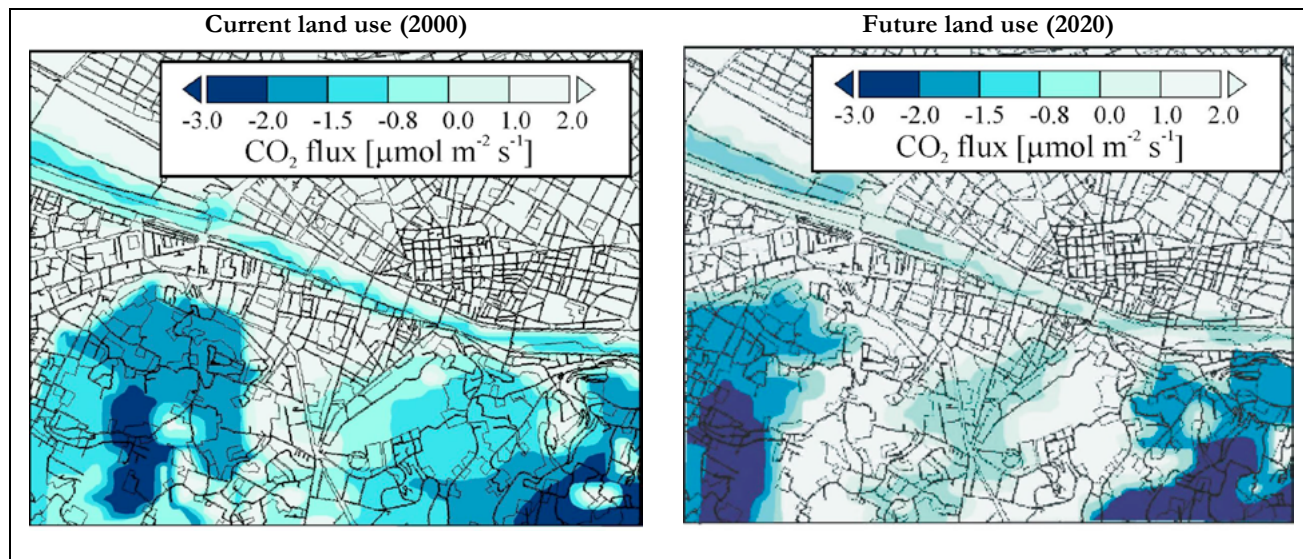 Current land use (2000)
Future land use (2020)
-3.0 -2.0 -1.5 -0.8 0.0 1.0 2.0
CO₂ flux [μmol m⁻² s⁻¹]
-3.0 -2.0 -1.5 -0.8 0.0 1.0 2.0
CO₂ flux [μmol m⁻² s⁻¹]